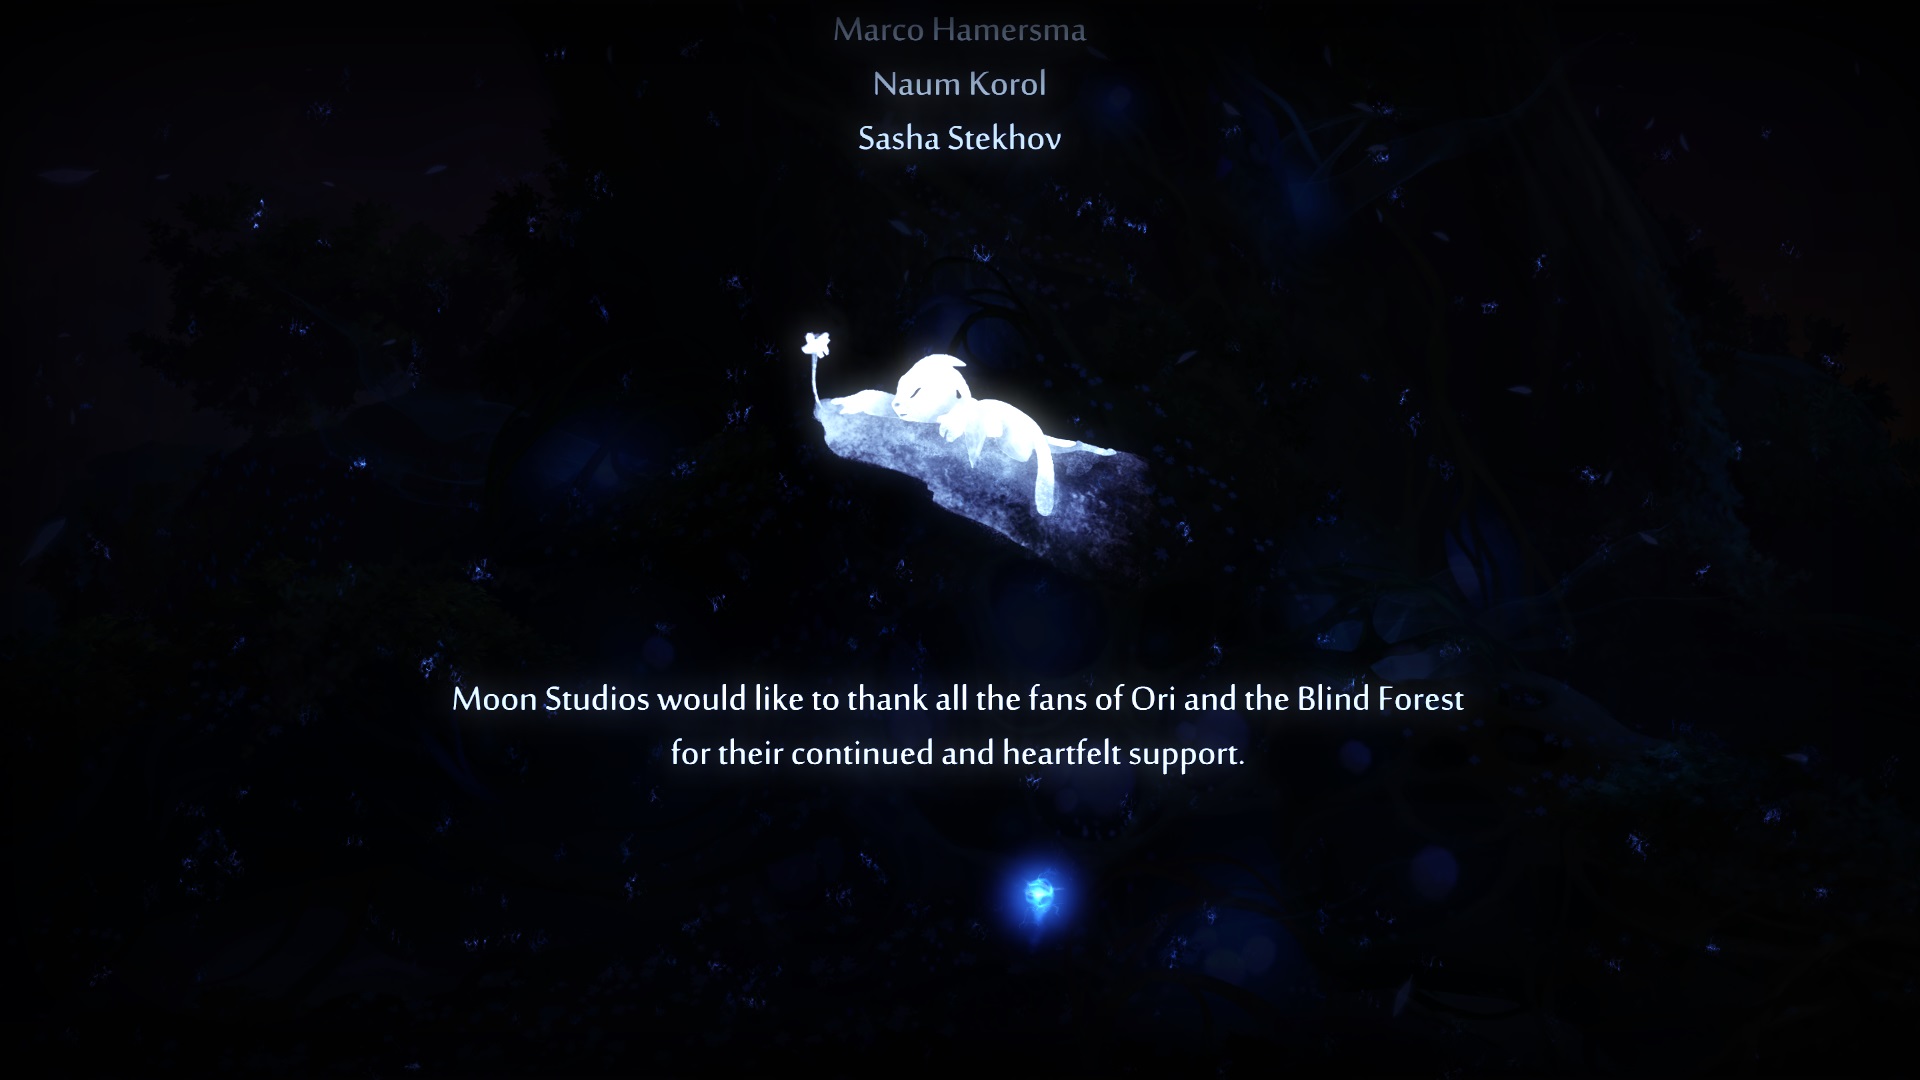 Marco Hamersma
Naum Korol
Sasha Stekhov
Moon Studios would like to thank all the fans of Ori and the Blind Forest
for their continued and heartfelt support.